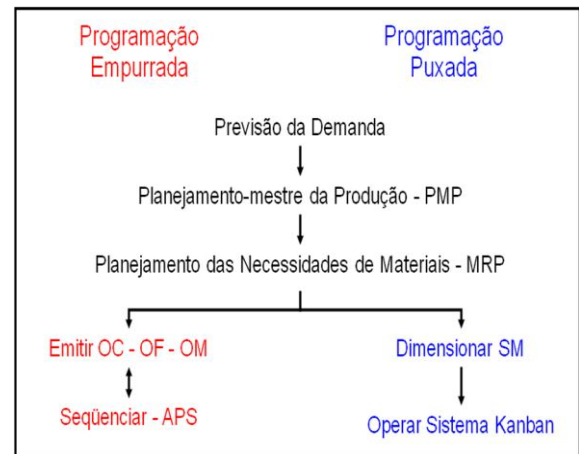 Programação
Empurrada
Programação
Puxada
Previsão da Demanda
Planejamento-mestre da Produção - PMP
Planejamento das Necessidades de Materiais - MRP
Emitir OC - OF - OM
Dimensionar SM
Seqüenciar - APS
Operar Sistema Kanban